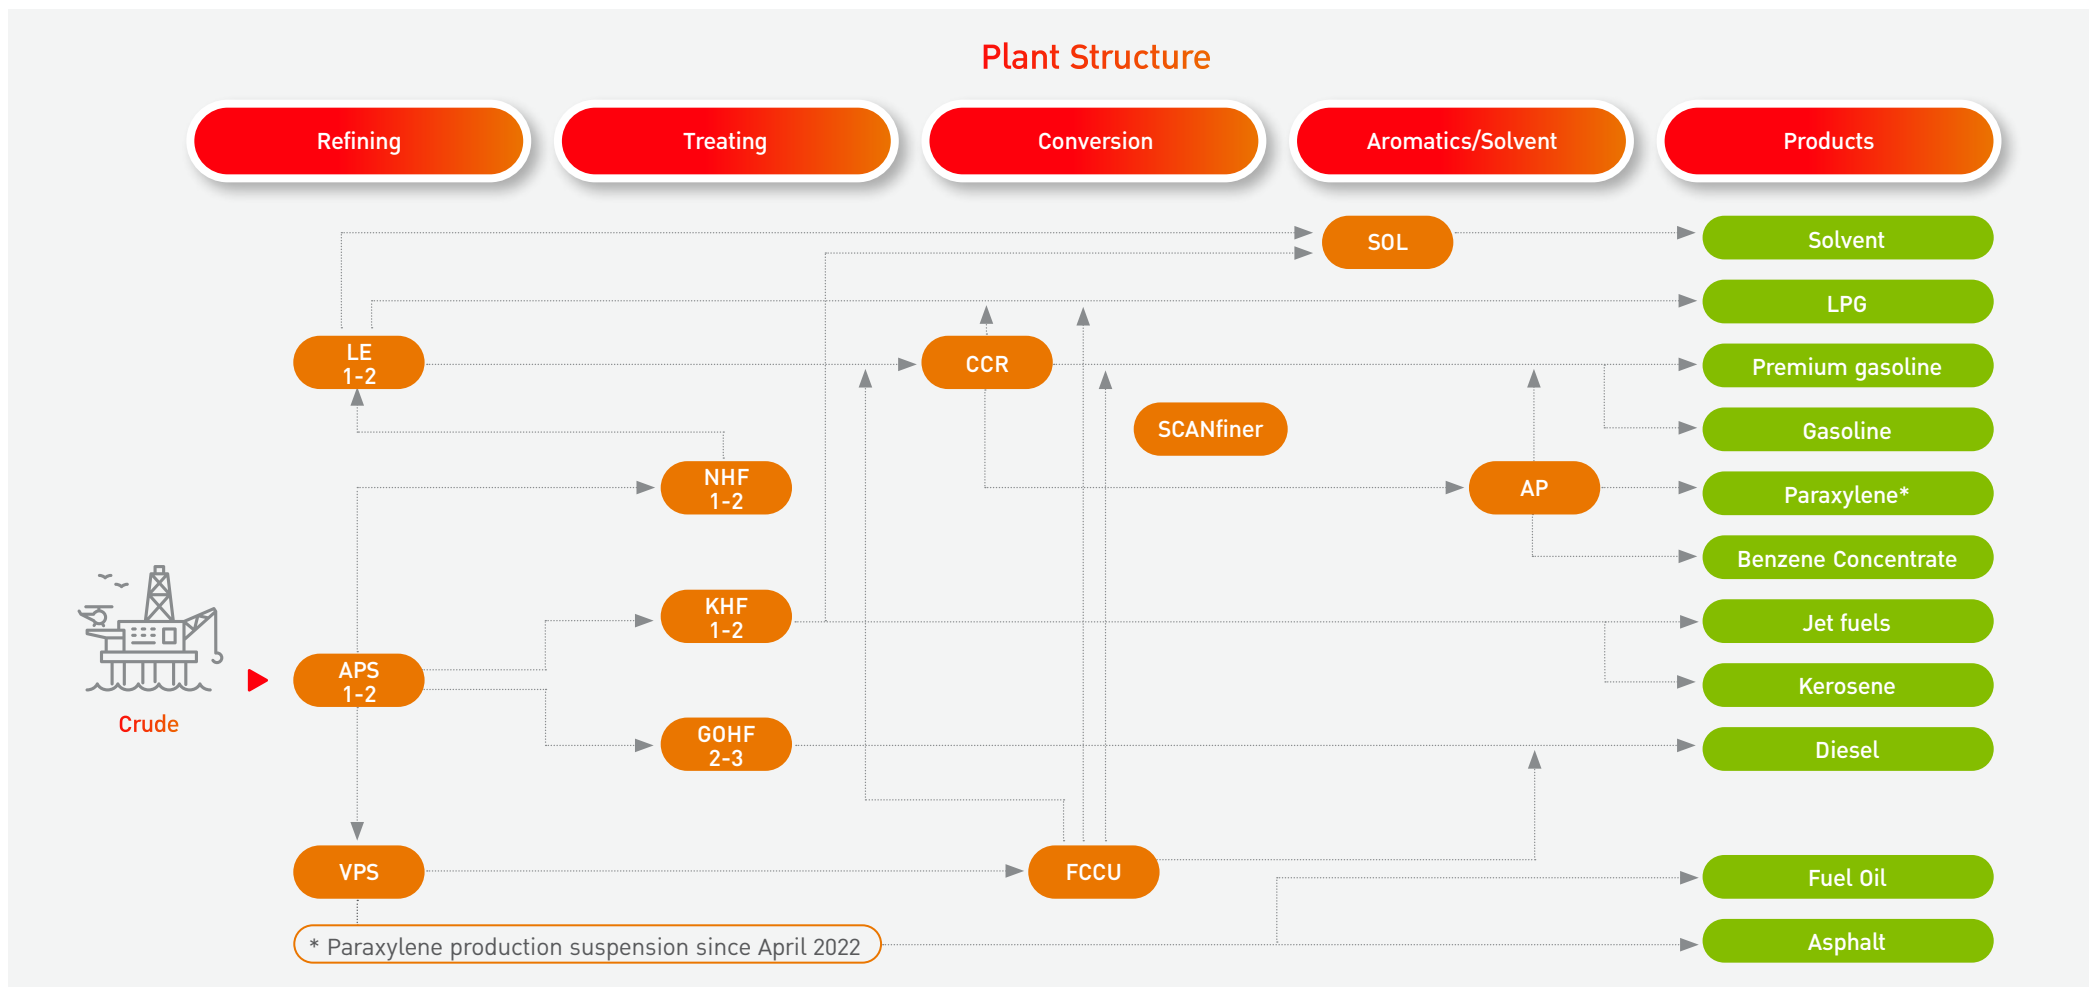 Plant Structure
Refining
Treating
Conversion
Aromatics/Solvent
Products
SOL
Solvent
LPG
LE
1-2
CCR
Premium gasoline
SCANfiner
Gasoline
NHF
1-2
AP
Paraxylene*
Benzene Concentrate
KHF
1-2
Jet fuels
Crude
APS
1-2
Kerosene
GOHF
2-3
Diesel
VPS
FCCU
Fuel Oil
* Paraxylene production suspension since April 2022
Asphalt